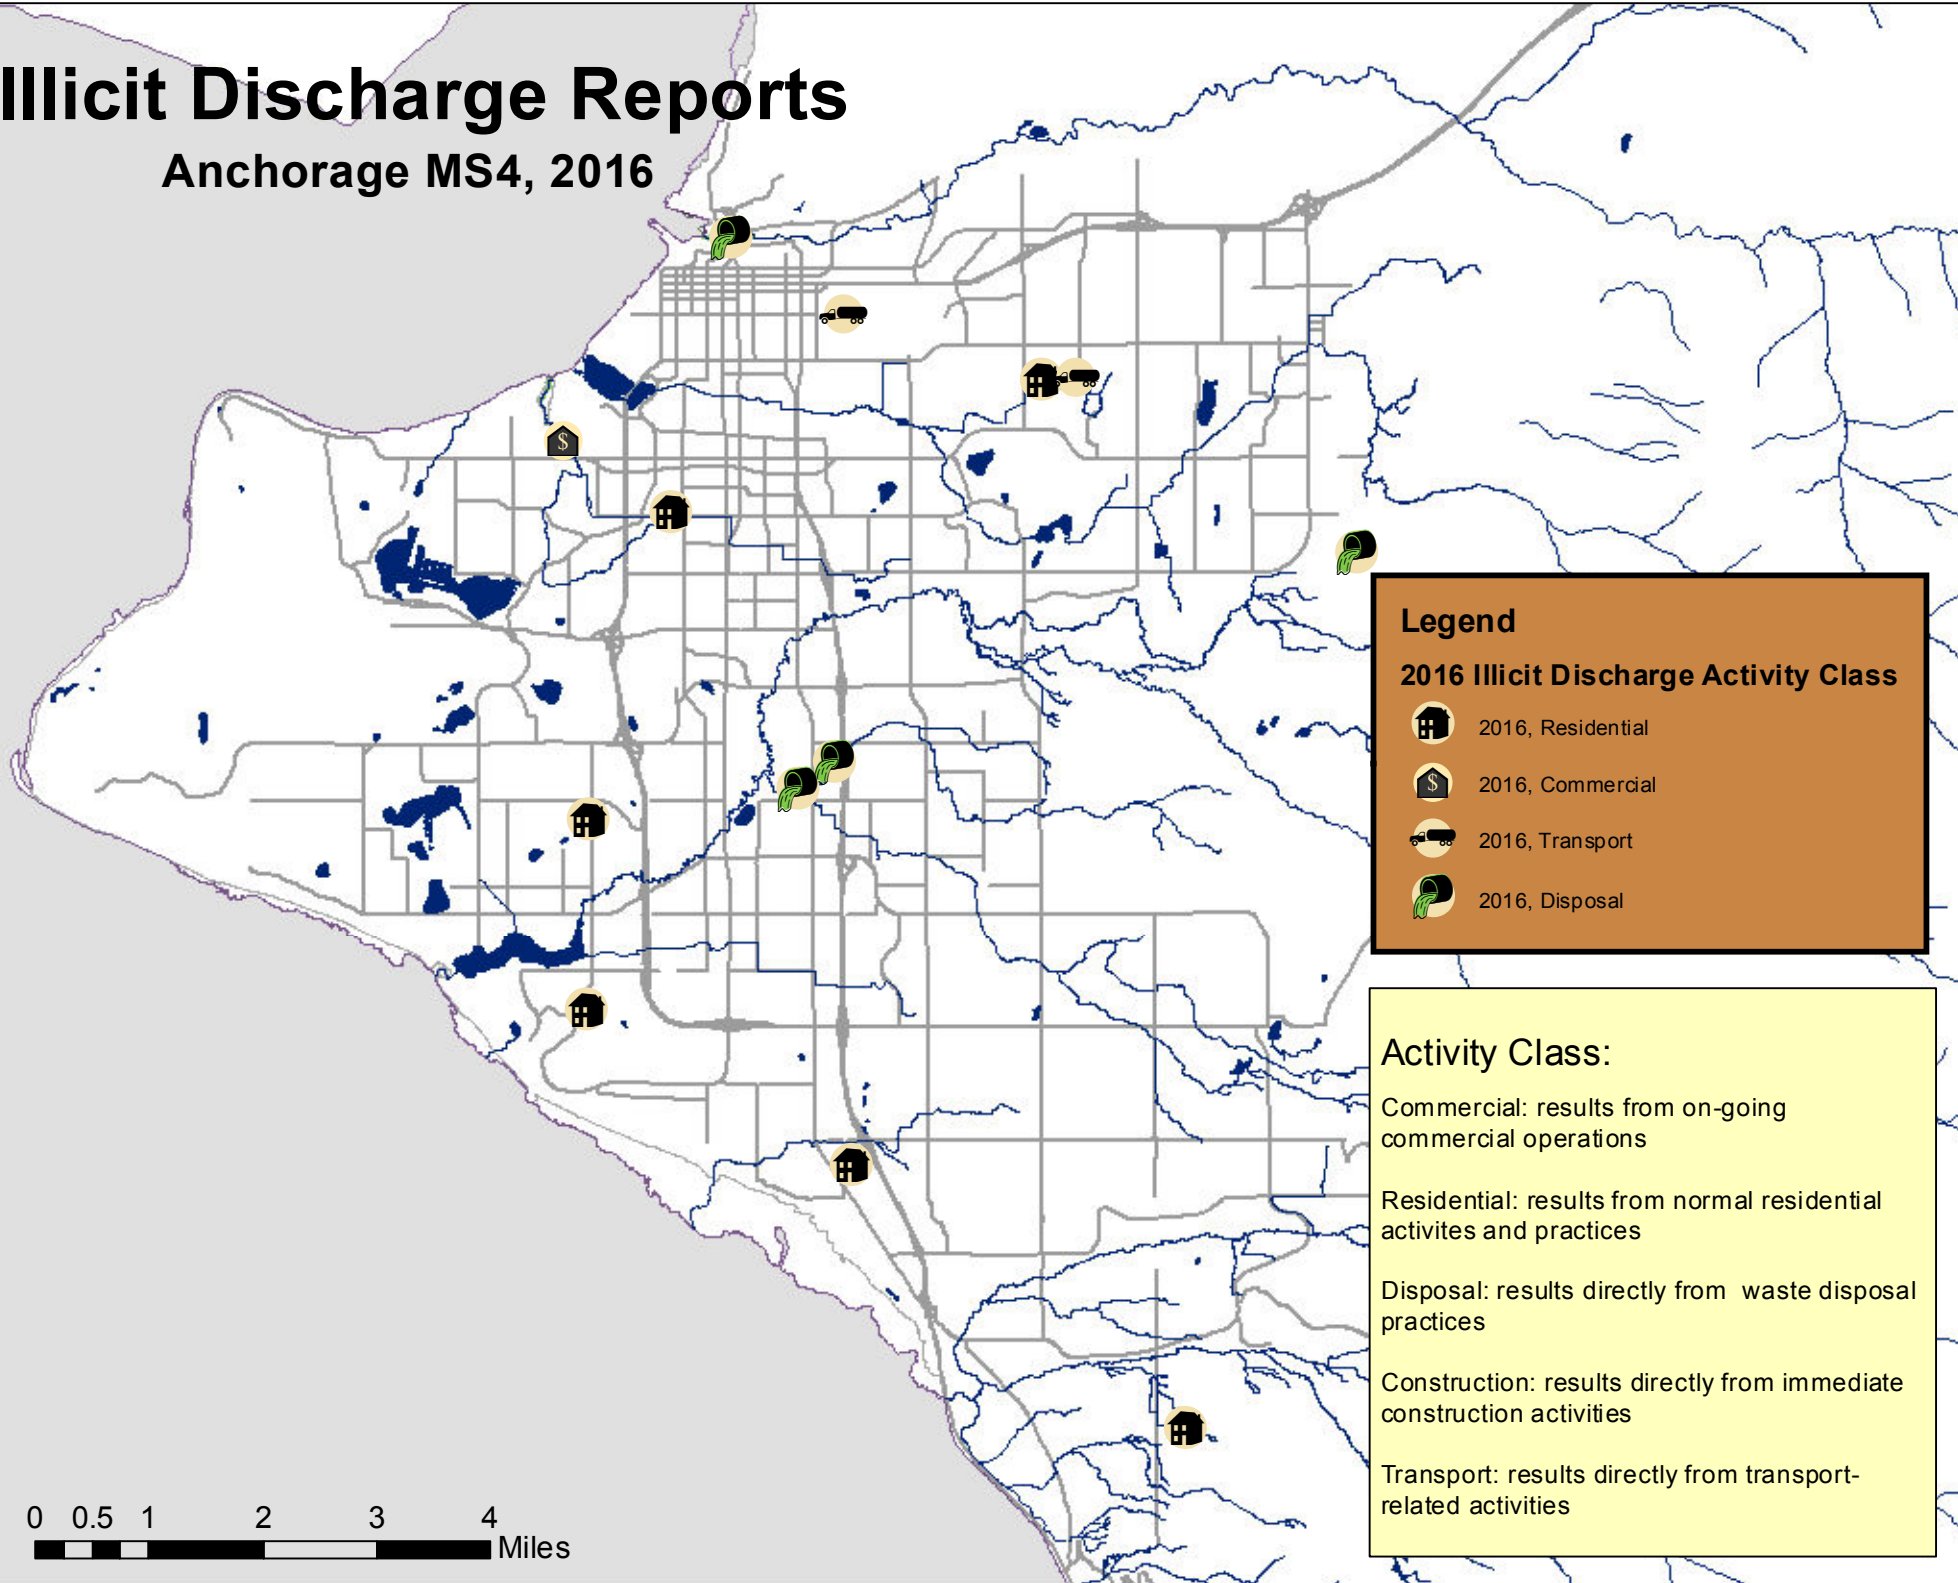 Illicit Discharge Reports
Anchorage MS4, 2016
$
Legend
2016 Illicit Discharge Activity Class
2016, Residential
$
2016, Commercial
2016, Transport
2016, Disposal
Activity Class:
Commercial: results from on-going
commercial operations
Residential: results from normal residential
activites and practices
Disposal: results directly from waste disposal
practices
Construction: results directly from immediate
construction activities
Transport: results directly from transport-
related activities
0 0.5 1 2 3 4
Miles